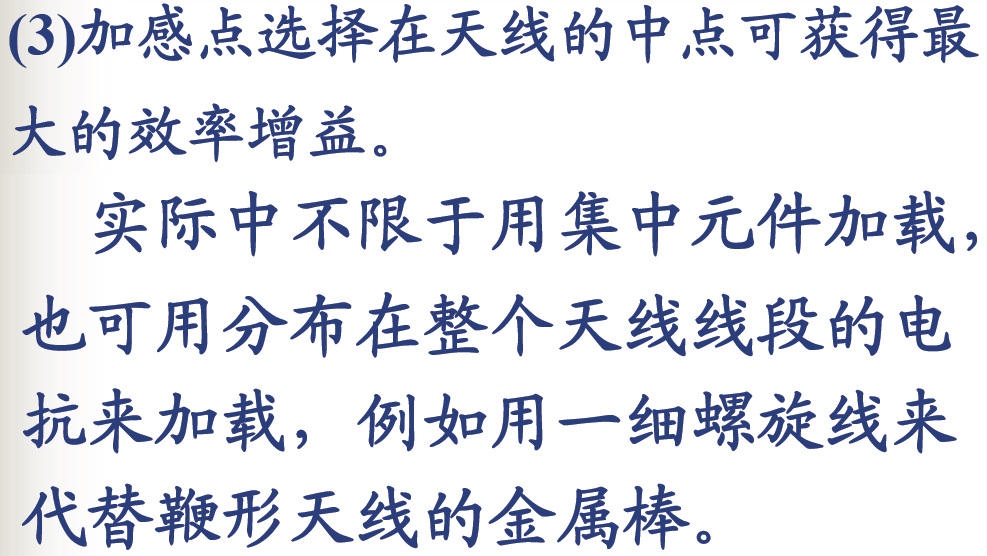 (3)加感点选择在天线的中点可获得最
大的效率增益。
实际中不限于用集中元件加载，
也可用分布在整个天线线段的电
抗来加载，例如用一细螺旋线来
代替鞭形天线的金属棒。